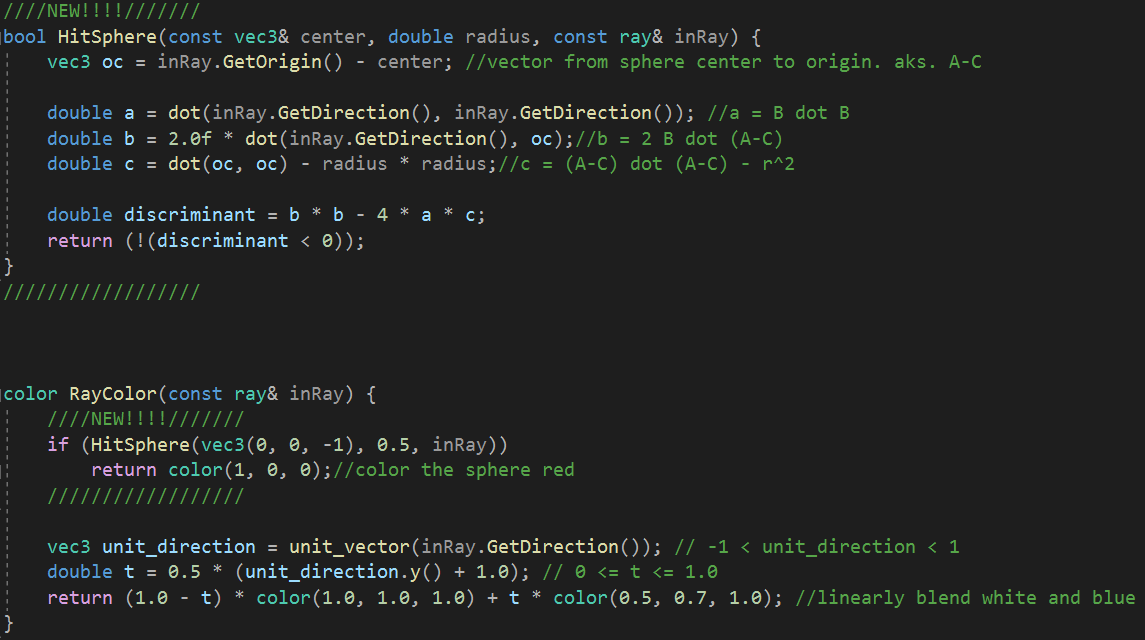 ////NEW!!!!///////
bool HitSphere(const vec3& center, double radius, const ray& inRay) {
    vec3 oc = inRay.GetOrigin() - center; //vector from sphere center to origin. aks. A-C

    double a = dot(inRay.GetDirection(), inRay.GetDirection()); //a = B dot B
    double b = 2.0f * dot(inRay.GetDirection(), oc);//b = 2 B dot (A-C)
    double c = dot(oc, oc) - radius * radius;//c = (A-C) dot (A-C) - r^2

    double discriminant = b * b - 4 * a * c;
    return (!(discriminant < 0));
}
//////////////////

color RayColor(const ray& inRay) {
    ////NEW!!!!///////
    if (HitSphere(vec3(0, 0, -1), 0.5, inRay))
        return color(1, 0, 0);//color the sphere red
    //////////////////

    vec3 unit_direction = unit_vector(inRay.GetDirection()); // -1 < unit_direction < 1
    double t = 0.5 * (unit_direction.y() + 1.0); // 0 <= t <= 1.0
    return (1.0 - t) * color(1.0, 1.0, 1.0) + t * color(0.5, 0.7, 1.0); //linearly blend white and blue
}